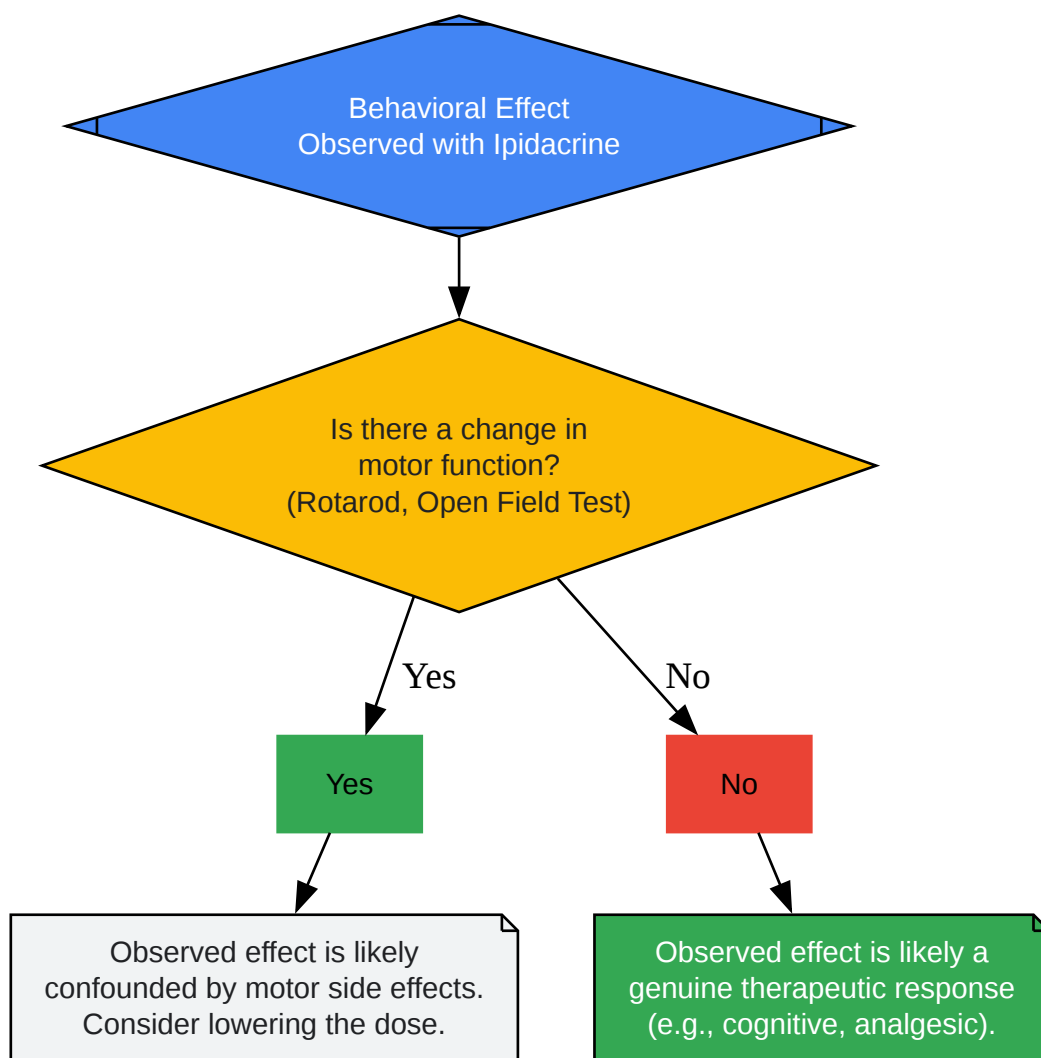 Behavioral Effect
Observed with Ipidacrine
Is there a change in
motor function?
(Rotarod, Open Field Test)
Yes
No
Yes
No
Observed effect is likely
confounded by motor side effects.
Consider lowering the dose.
Observed effect is likely a
genuine therapeutic response
(e.g., cognitive, analgesic).